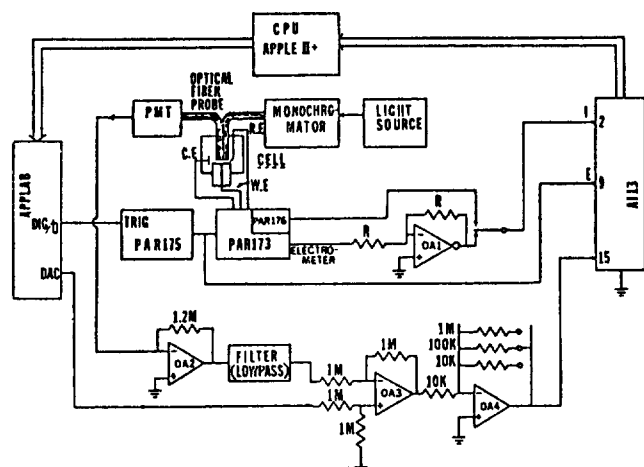 CPU
APPLE II+
OPTICAL
FIBER
PROBE
PMT
MONOCHRO-
MATOR
LIGHT
SOURCE
R.E
C.E
CELL
W.E
I
2
E
9
15
AI13
APPLAB
DIG/O
DAC
TRIG
PAR175
PAR176
PAR173
ELECTRO-
METER
R
R
OA1
1.2M
OA2
FILTER
(LOWPASS)
1M
1M
1M
1M
OA3
10K
1M
100K
10K
OA4